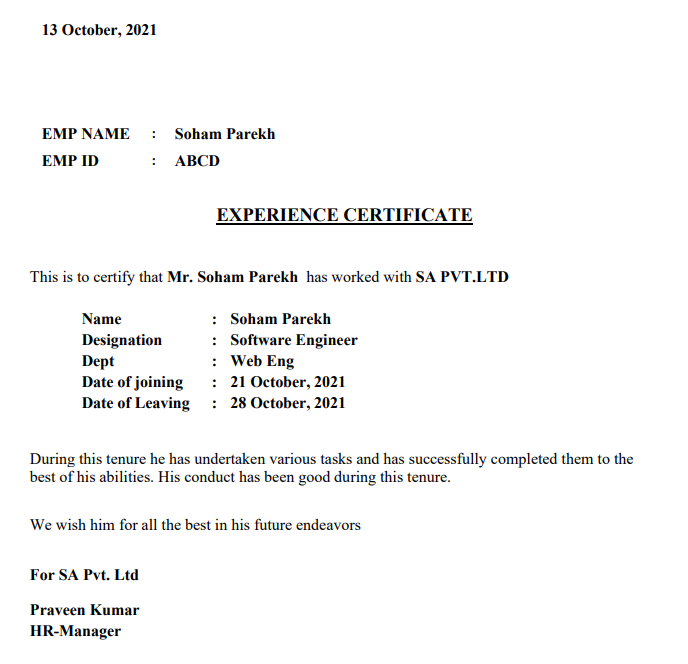 13 October, 2021
EMP NAME : Soham Parekh
EMP ID : ABCD
EXPERIENCE CERTIFICATE
This is to certify that Mr. Soham Parekh has worked with SA PVT.LTD
Name : Soham Parekh
Designation : Software Engineer
Dept : Web Eng
Date of joining : 21 October, 2021
Date of Leaving : 28 October, 2021
During this tenure he has undertaken various tasks and has successfully completed them to the
best of his abilities. His conduct has been good during this tenure.
We wish him for all the best in his future endeavors
For SA Pvt. Ltd
Praveen Kumar
HR-Manager